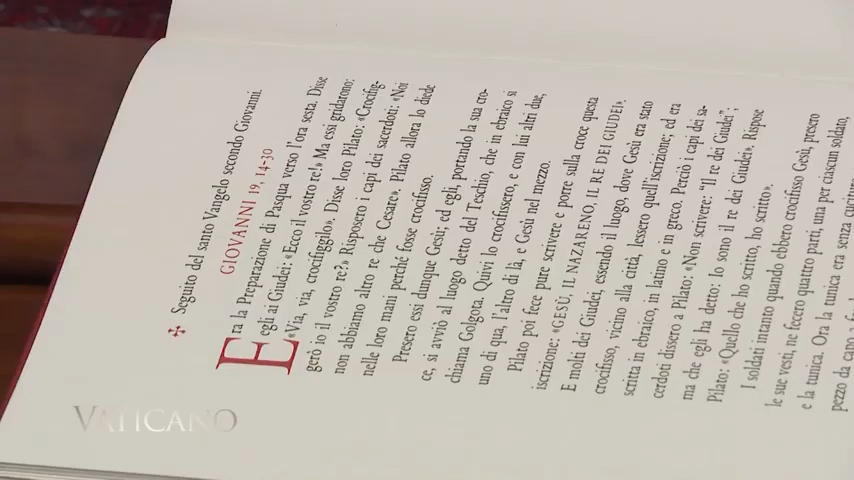 ✠ Seguito del santo Vangelo secondo Giovanni
GIOVANNI 19, 14-30
Era la Preparazione di Pasqua verso l'ora sesta. Disse
egli ai Giudei: «Ecco il vostro re!» Ma essi gridarono:
«Via, via, crocifiggilo». Disse loro Pilato: «Crocifig-
gerò io il vostro re?» Risposero i capi dei sacerdoti: «Noi
non abbiamo altro re che Cesare». Pilato allora lo diede
nelle loro mani perché fosse crocifisso.
Presero essi dunque Gesù; ed egli, portando la sua cro-
ce, si avviò al luogo detto del Teschio, che in ebraico si
chiama Golgota. Quivi lo crocifissero, e con lui altri due,
uno di qua, l'altro di là, e Gesù nel mezzo.
Pilato poi fece pure scrivere e porre sulla croce questa
iscrizione: «GESÙ, IL NAZARENO, IL RE DEI GIUDEI».
E molti dei Giudei, essendo il luogo, dove Gesù era stato
crocifisso, vicino alla città, lessero quell'iscrizione; ed era
scritta in ebraico, in latino e in greco. Perciò i capi dei sa-
cerdoti dissero a Pilato: «Non scrivere: "Il re dei Giudei";
ma che egli ha detto: Io sono il re dei Giudei». Rispose
Pilato: «Quello che ho scritto, ho scritto».
I soldati intanto quando ebbero crocifisso Gesù, presero
le sue vesti, ne fecero quattro parti, una per ciascun soldato,
e la tunica. Ora la tunica era senza
pezzo da capo a
VATICANO